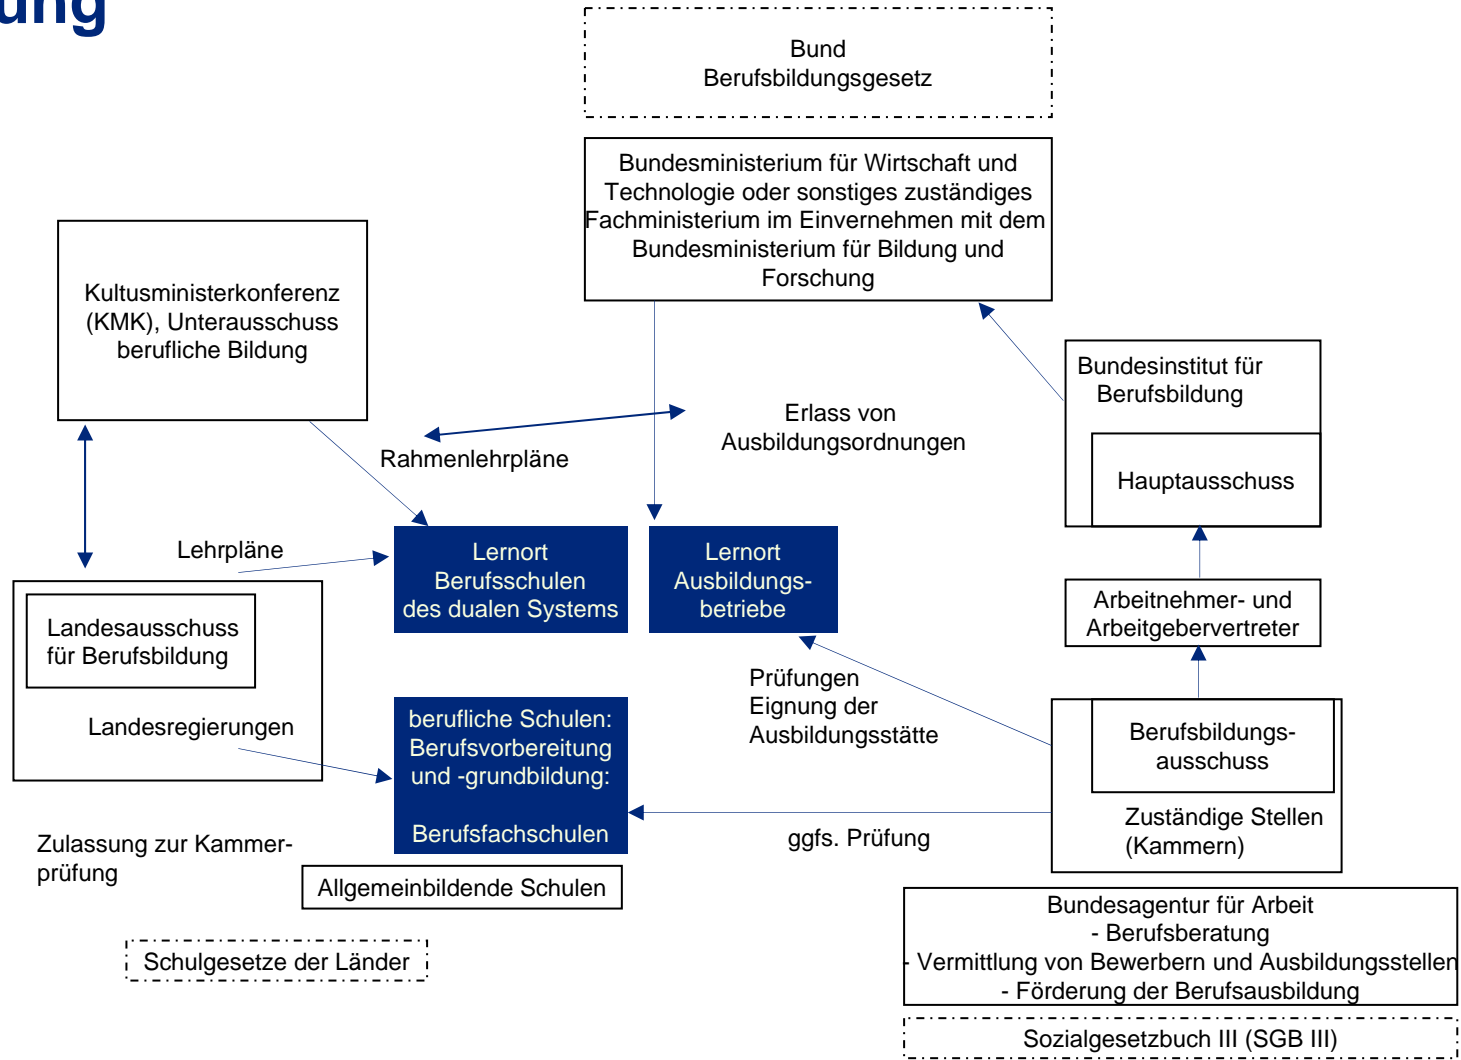 ung
Bund
Berufsbildungsgesetz
Bundesministerium für Wirtschaft und
Technologie oder sonstiges zuständiges
Fachministerium im Einvernehmen mit dem
Bundesministerium für Bildung und
Forschung
Kultusministerkonferenz
(KMK), Unterausschuss
berufliche Bildung
Bundesinstitut für
Berufsbildung
Hauptausschuss
Erlass von
Ausbildungsordnungen
Rahmenlehrpläne
Lehrpläne
Lernort
Berufsschulen
des dualen Systems
Lernort
Ausbildungs-
betriebe
Arbeitnehmer- und
Arbeitgebervertreter
Landesausschuss
für Berufsbildung
Landesregierungen
Prüfungen
Eignung der
Ausbildungsstätte
berufliche Schulen:
Berufsvorbereitung
und -grundbildung:
Berufsfachschulen
Berufsbildungs-
ausschuss
Zuständige Stellen
(Kammern)
ggfs. Prüfung
Zulassung zur Kammer-
prüfung
Allgemeinbildende Schulen
Schulgesetze der Länder
Bundesagentur für Arbeit
- Berufsberatung
- Vermittlung von Bewerbern und Ausbildungsstellen
- Förderung der Berufsausbildung
Sozialgesetzbuch III (SGB III)